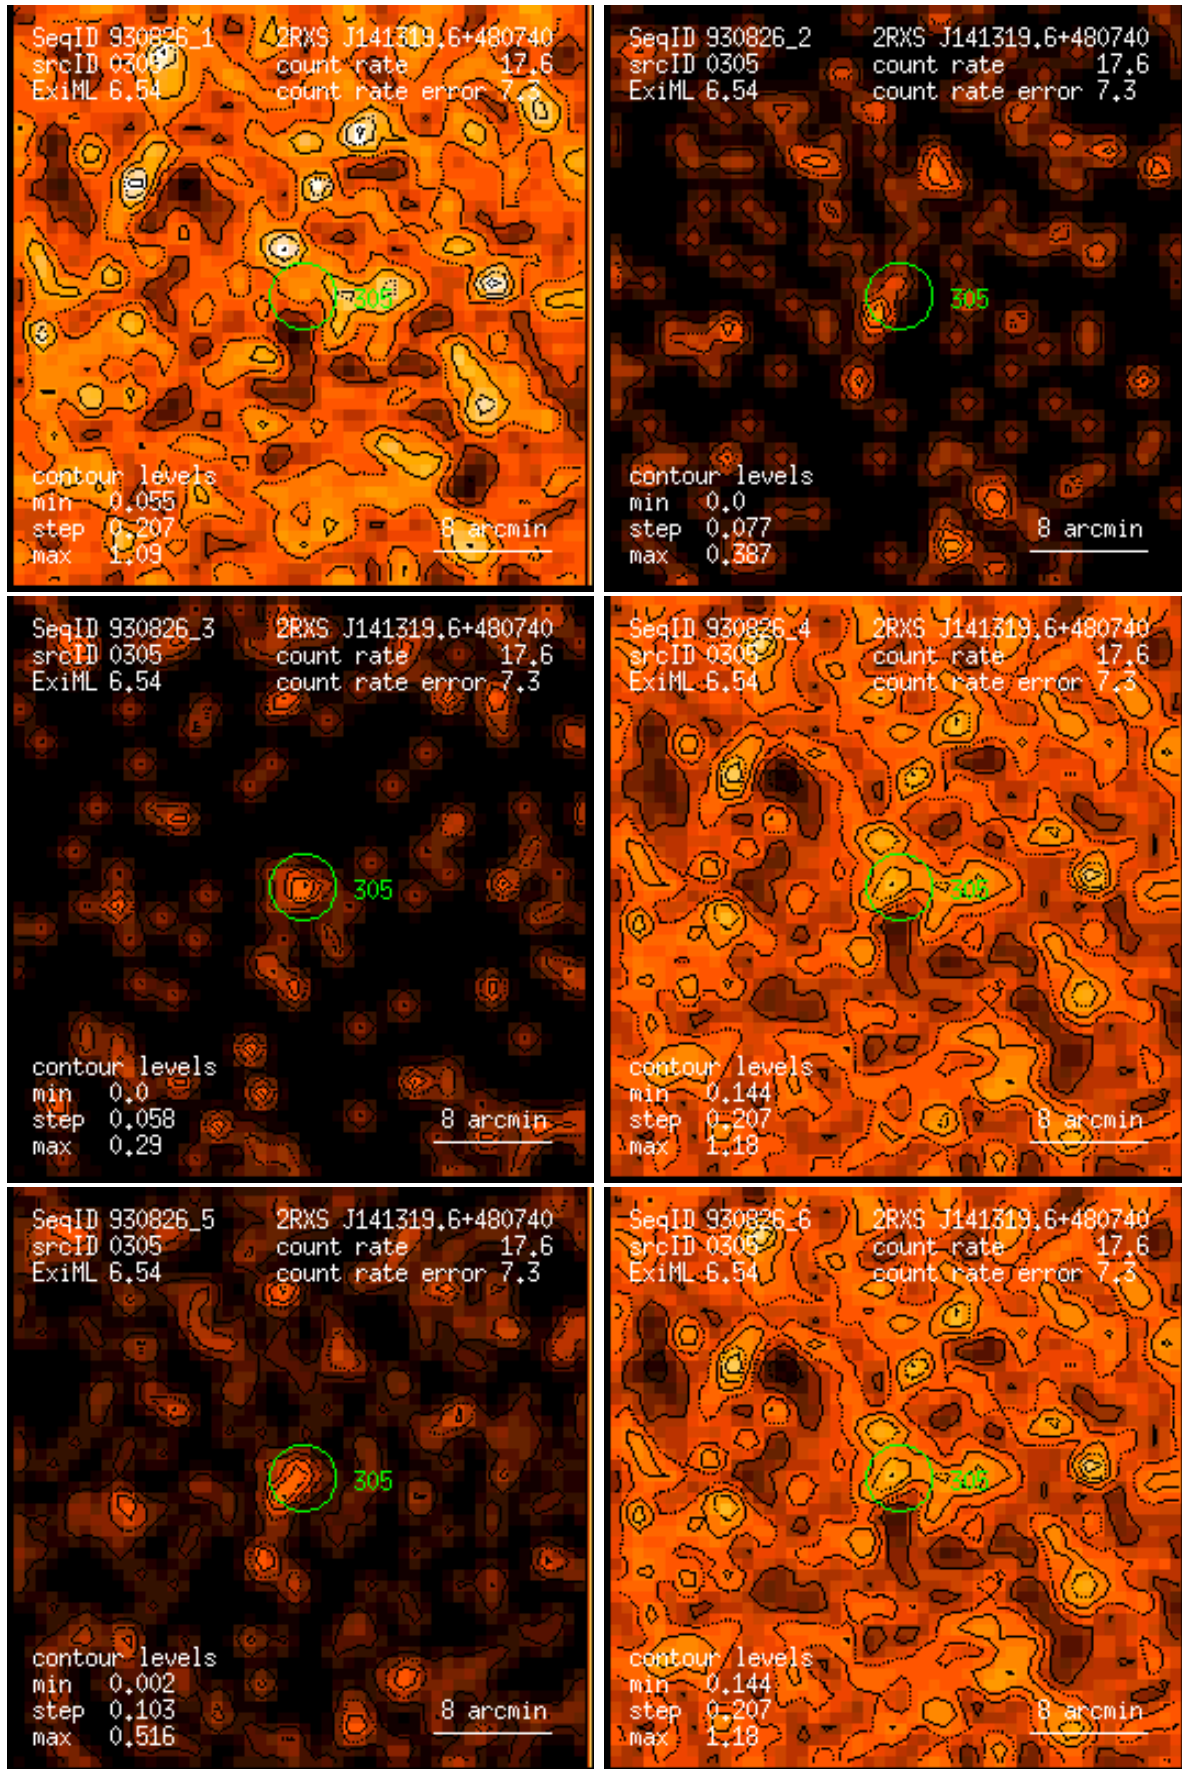 SeqID 930826_1 2RXS J141319.6+480740
srcID 0305 count rate 17.6
ExiML 6.54 count rate error 7.3
305
contour levels
min 0.055
step 0.207 8 arcmin
max 1.09
SeqID 930826_2 2RXS J141319.6+480740
srcID 0305 count rate 17.6
ExiML 6.54 count rate error 7.3
305
contour levels
min 0.0
step 0.077 8 arcmin
max 0.387
SeqID 930826_3 2RXS J141319.6+480740
srcID 0305 count rate 17.6
ExiML 6.54 count rate error 7.3
305
contour levels
min 0.0
step 0.058 8 arcmin
max 0.29
SeqID 930826_4 2RXS J141319.6+480740
srcID 0305 count rate 17.6
ExiML 6.54 count rate error 7.3
305
contour levels
min 0.144
step 0.207 8 arcmin
max 1.18
SeqID 930826_5 2RXS J141319.6+480740
srcID 0305 count rate 17.6
ExiML 6.54 count rate error 7.3
305
contour levels
min 0.002
step 0.103 8 arcmin
max 0.516
SeqID 930826_6 2RXS J141319.6+480740
srcID 0305 count rate 17.6
ExiML 6.54 count rate error 7.3
305
contour levels
min 0.144
step 0.207 8 arcmin
max 1.18